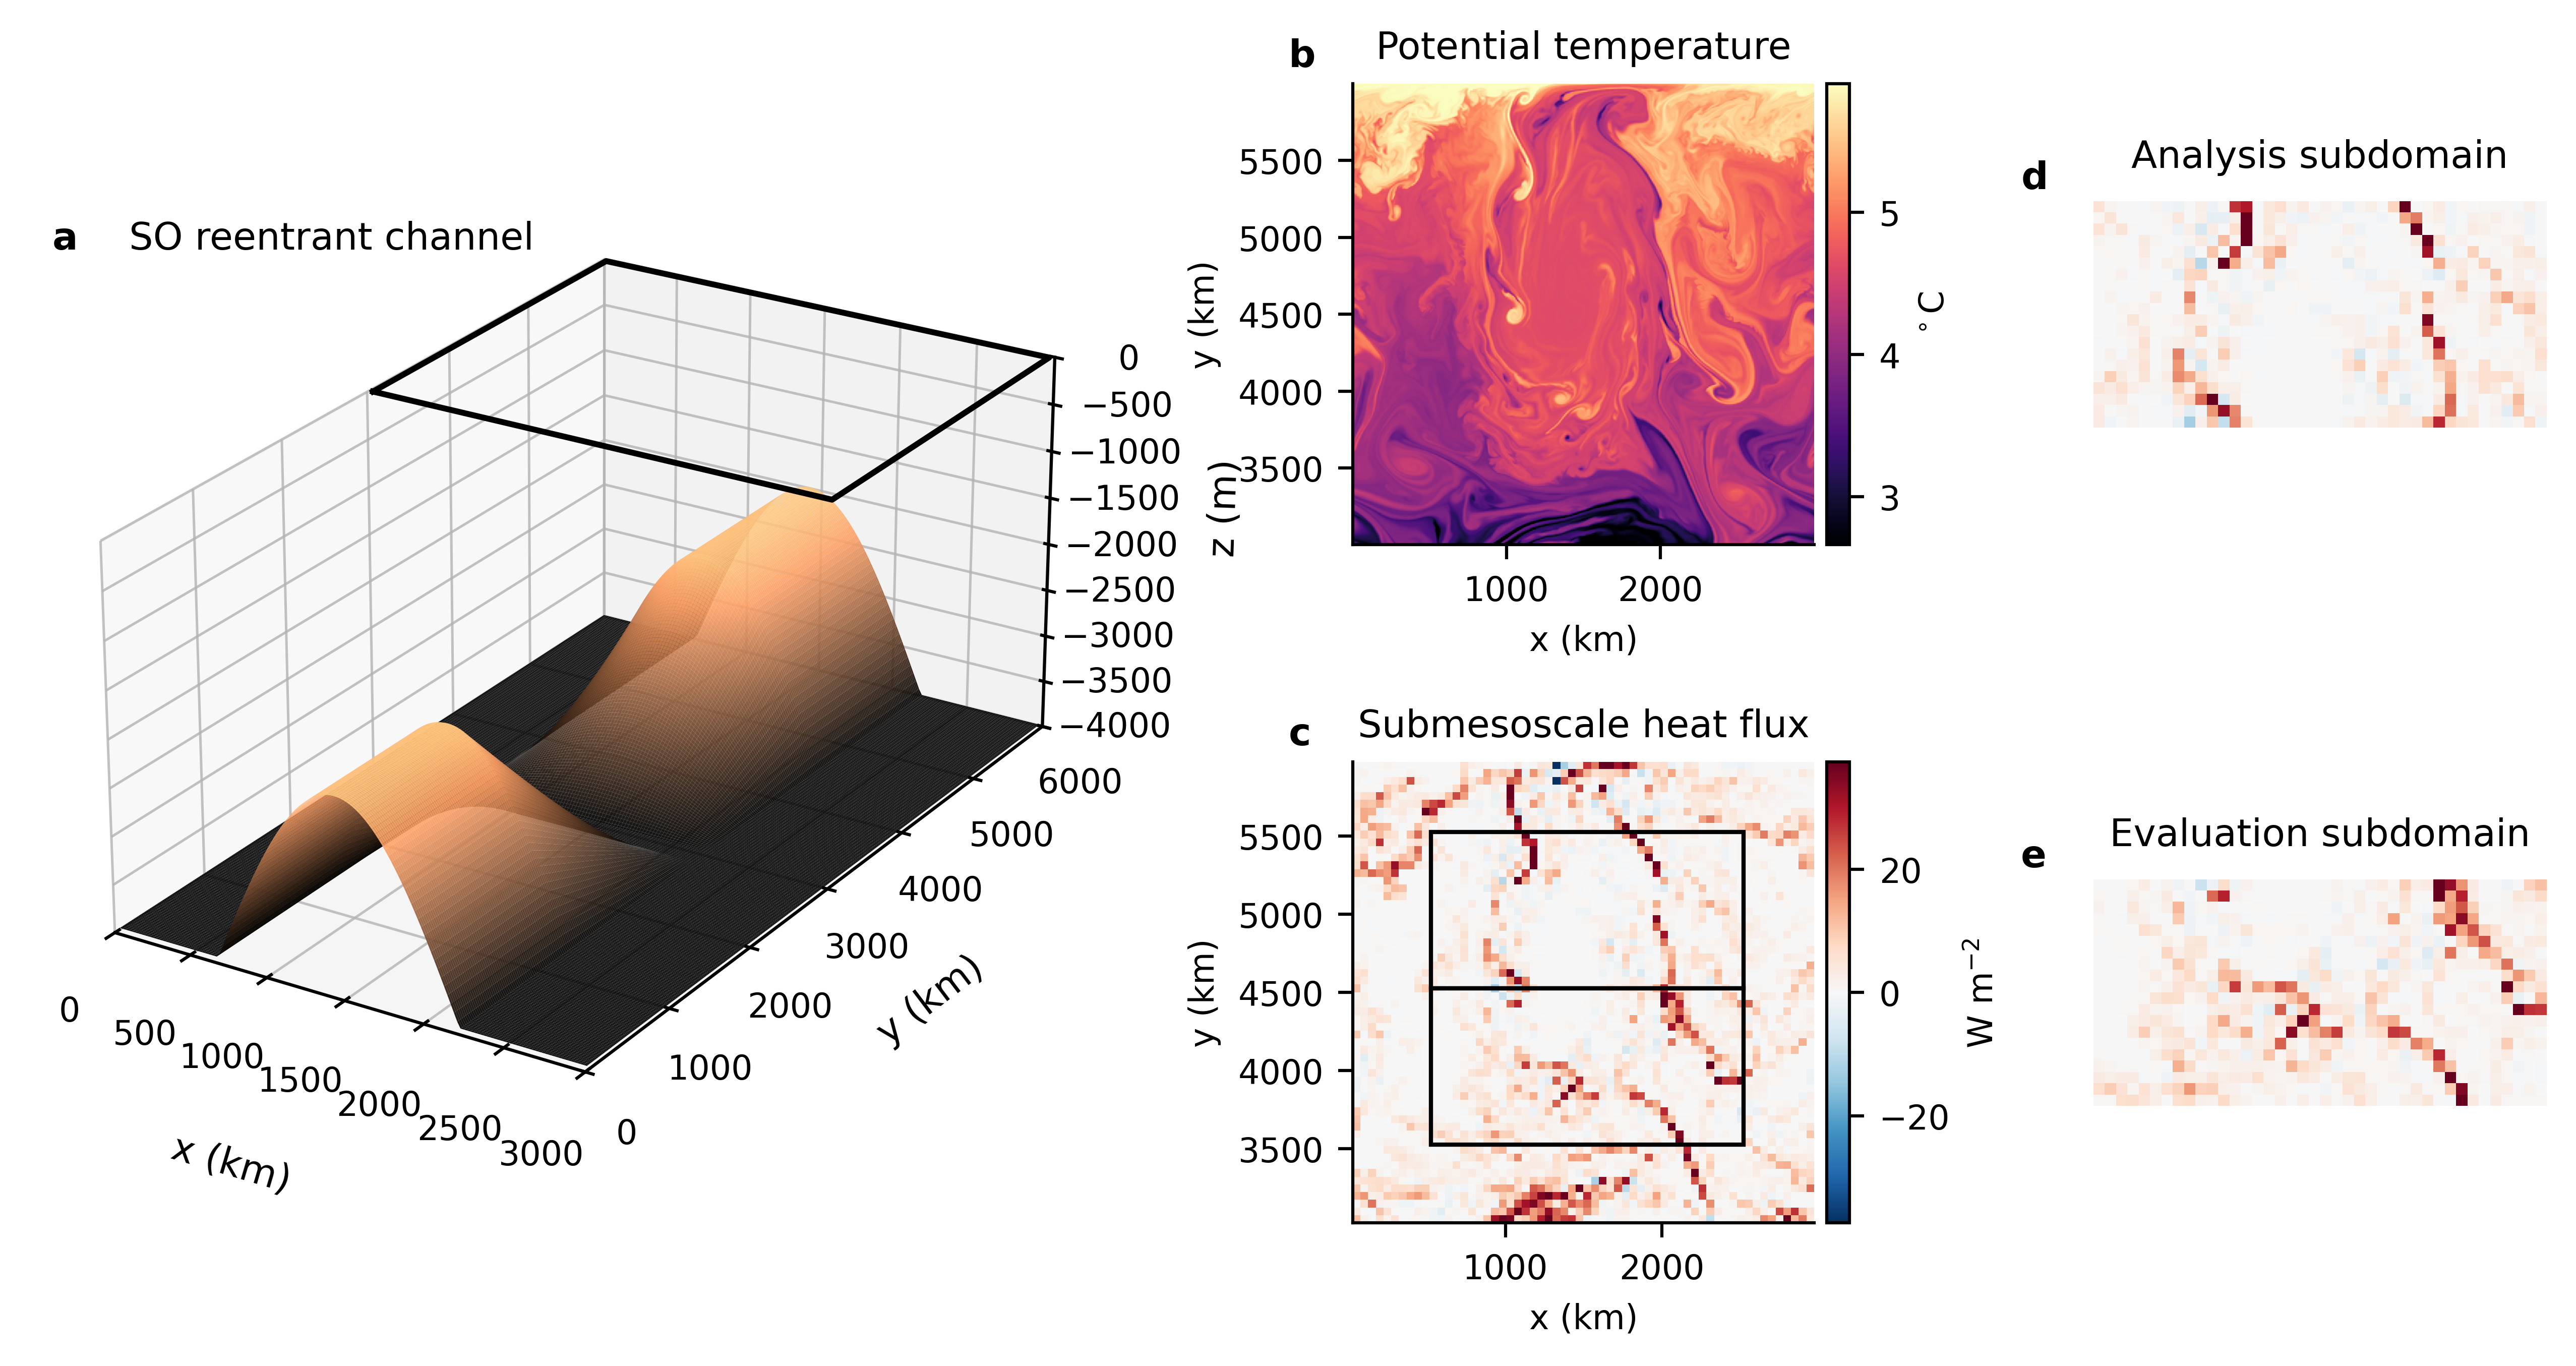 a SO reentrant channel
0
−500
−1000
−1500
−2000
−2500
−3000
−3500
−4000
z (m)
6000
5000
4000
3000
2000
1000
0
y (km)
0
500
1000
1500
2000
2500
3000
x (km)
b Potential temperature
5500
5000
4500
4000
3500
y (km)
1000 2000
x (km)
5
4
3
°C
c Submesoscale heat flux
5500
5000
4500
4000
3500
y (km)
1000 2000
x (km)
20
0
−20
W m⁻²
d Analysis subdomain
e Evaluation subdomain